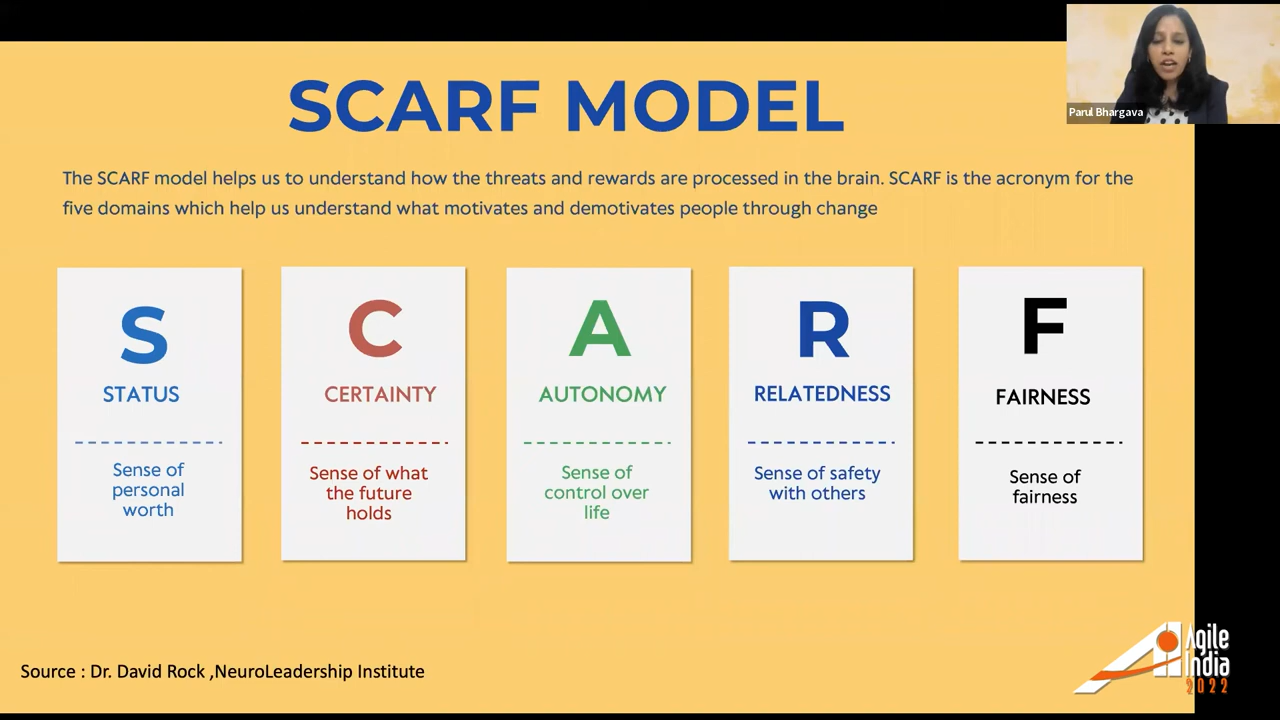 SCARF MODEL
Parul Bhargava
The SCARF model helps us to understand how the threats and rewards are processed in the brain. SCARF is the acronym for the
five domains which help us understand what motivates and demotivates people through change
S
STATUS
Sense of
personal
worth
C
CERTAINTY
Sense of what
the future
holds
A
AUTONOMY
Sense of
control over
life
R
RELATEDNESS
Sense of safety
with others
F
FAIRNESS
Sense of
fairness
Source : Dr. David Rock ,NeuroLeadership Institute
Agile
India
2022